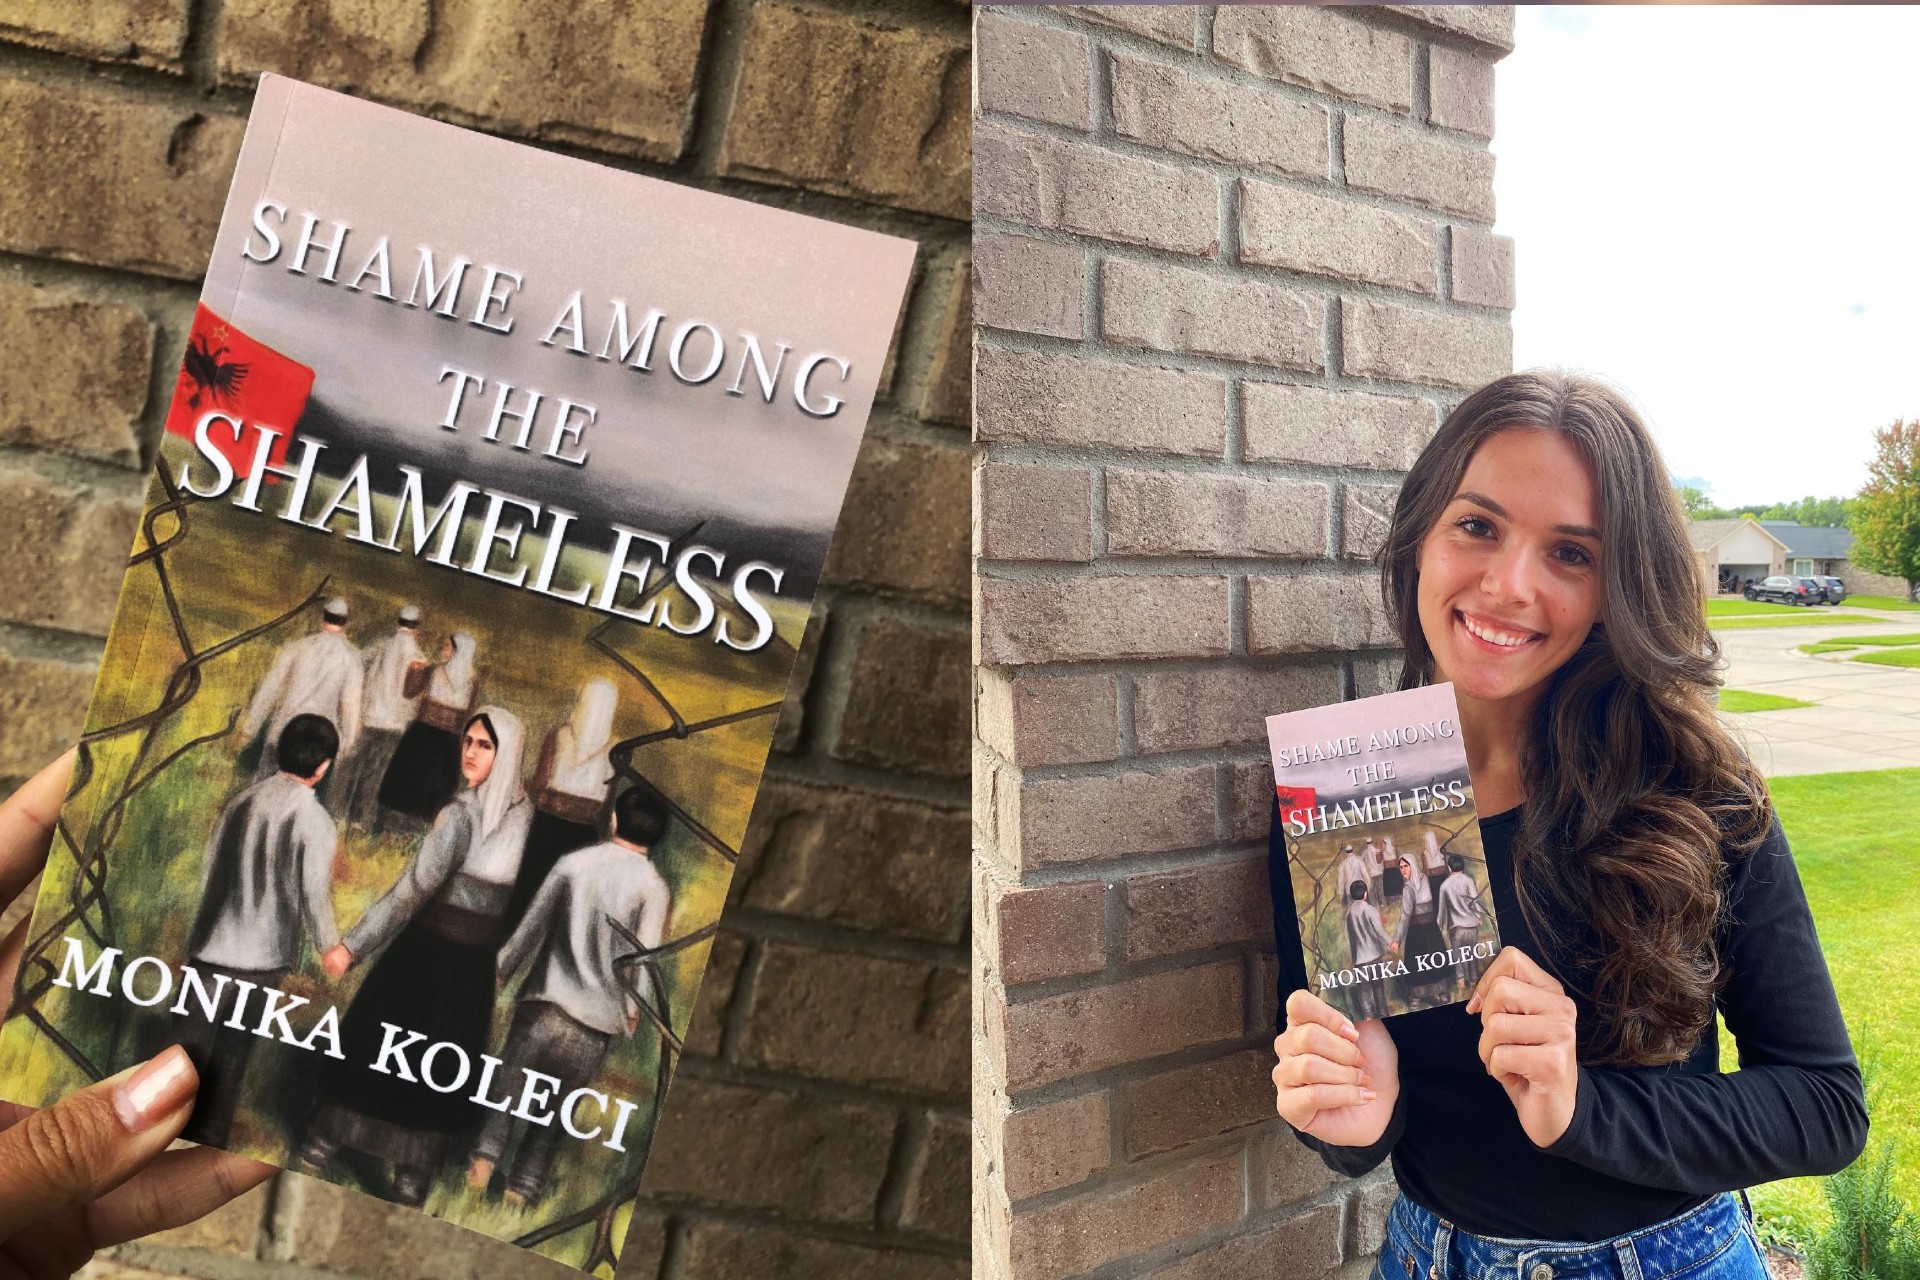 SHAME AMONG
THE
SHAMELESS
MONIKA KOLECI
SHAME AMONG
THE
SHAMELESS
MONIKA KOLECI